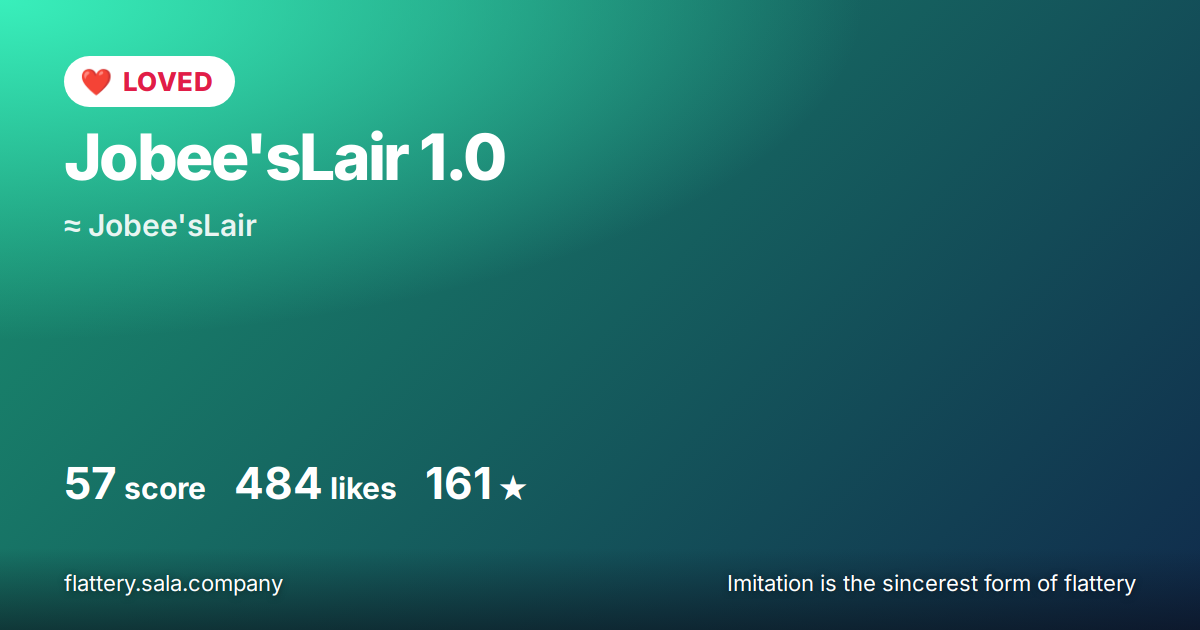 ❤️ LOVED
Jobee'sLair 1.0
≈ Jobee'sLair
57 score 484 likes 161 ★
flattery.sala.company
Imitation is the sincerest form of flattery